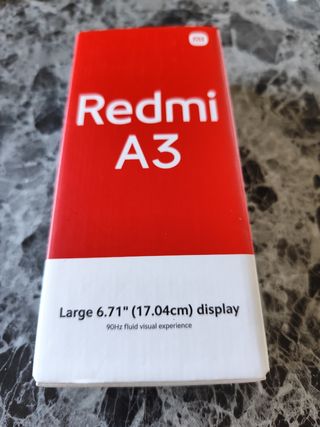 Redmi
A3
Large 6.71" (17.04cm) display
90Hz fluid visual experience